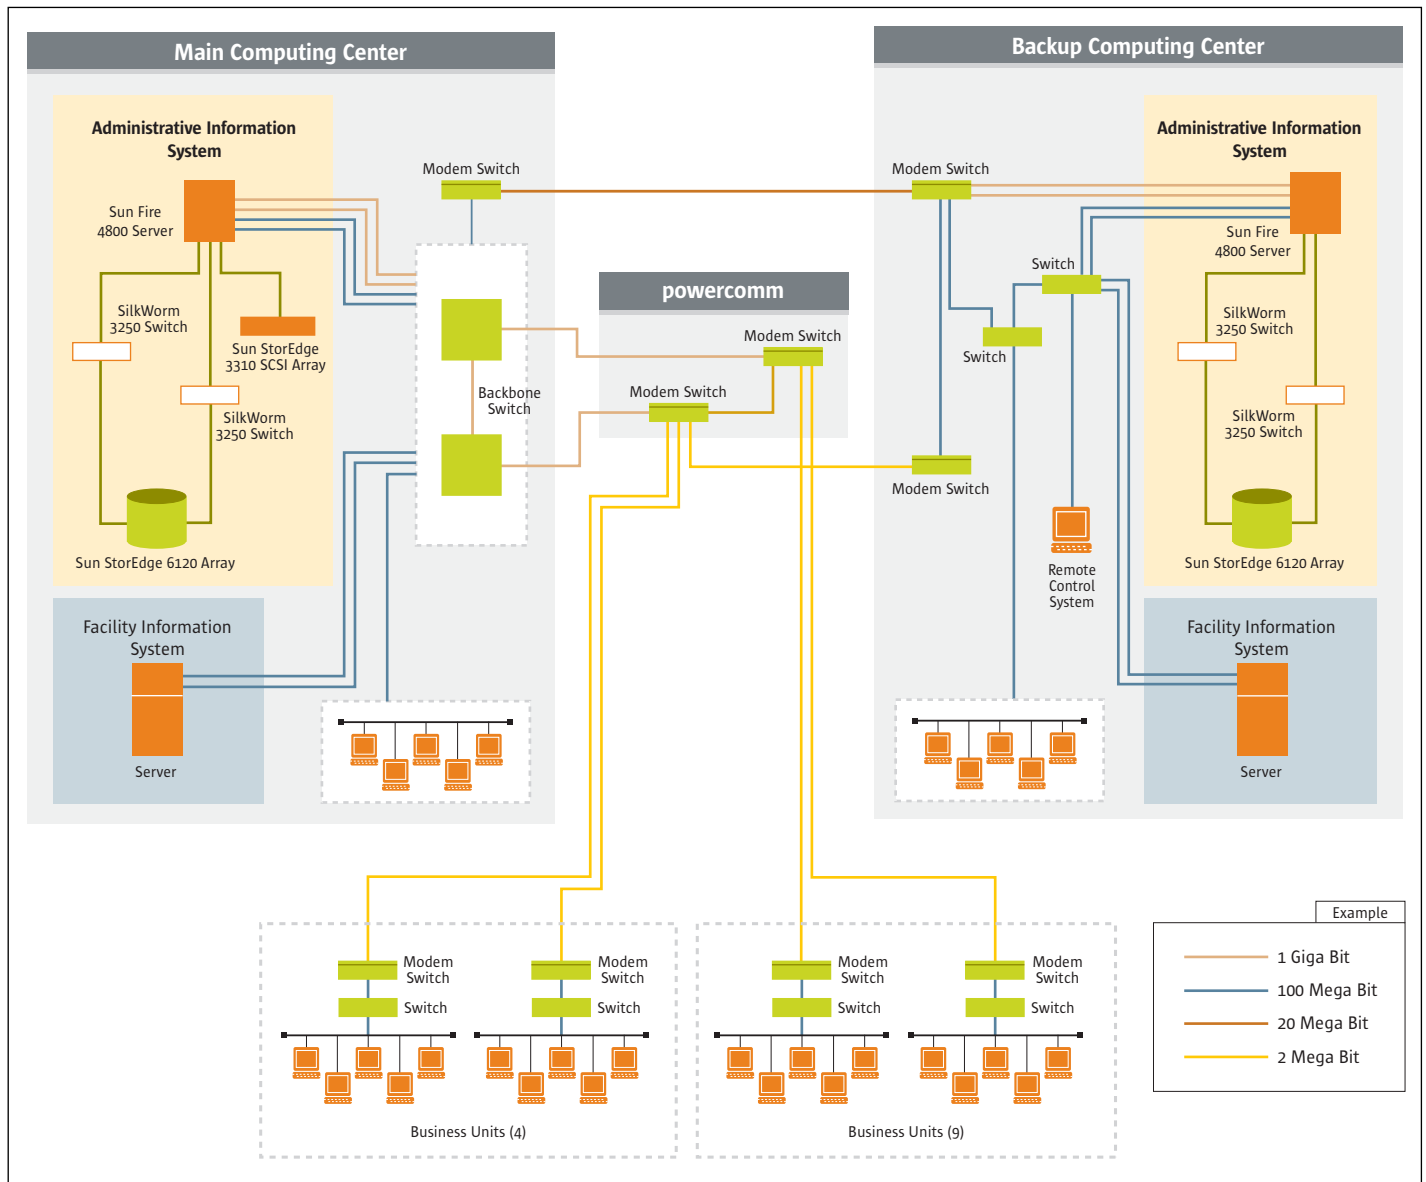 Main Computing Center
Administrative Information
System
Sun Fire
4800 Server
SilkWorm
3250 Switch
Sun StorEdge
3310 SCSI Array
SilkWorm
3250 Switch
Sun StorEdge 6120 Array
Facility Information
System
Server
Modem Switch
Backbone
Switch
powercomm
Modem Switch
Modem Switch
Backup Computing Center
Modem Switch
Administrative Information
System
Sun Fire
4800 Server
Switch
Switch
SilkWorm
3250 Switch
SilkWorm
3250 Switch
Modem Switch
Remote
Control
System
Sun StorEdge 6120 Array
Facility Information
System
Server
Modem
Switch
Switch
Modem
Switch
Switch
Business Units (4)
Modem
Switch
Switch
Modem
Switch
Switch
Business Units (9)
Example
1 Giga Bit
100 Mega Bit
20 Mega Bit
2 Mega Bit